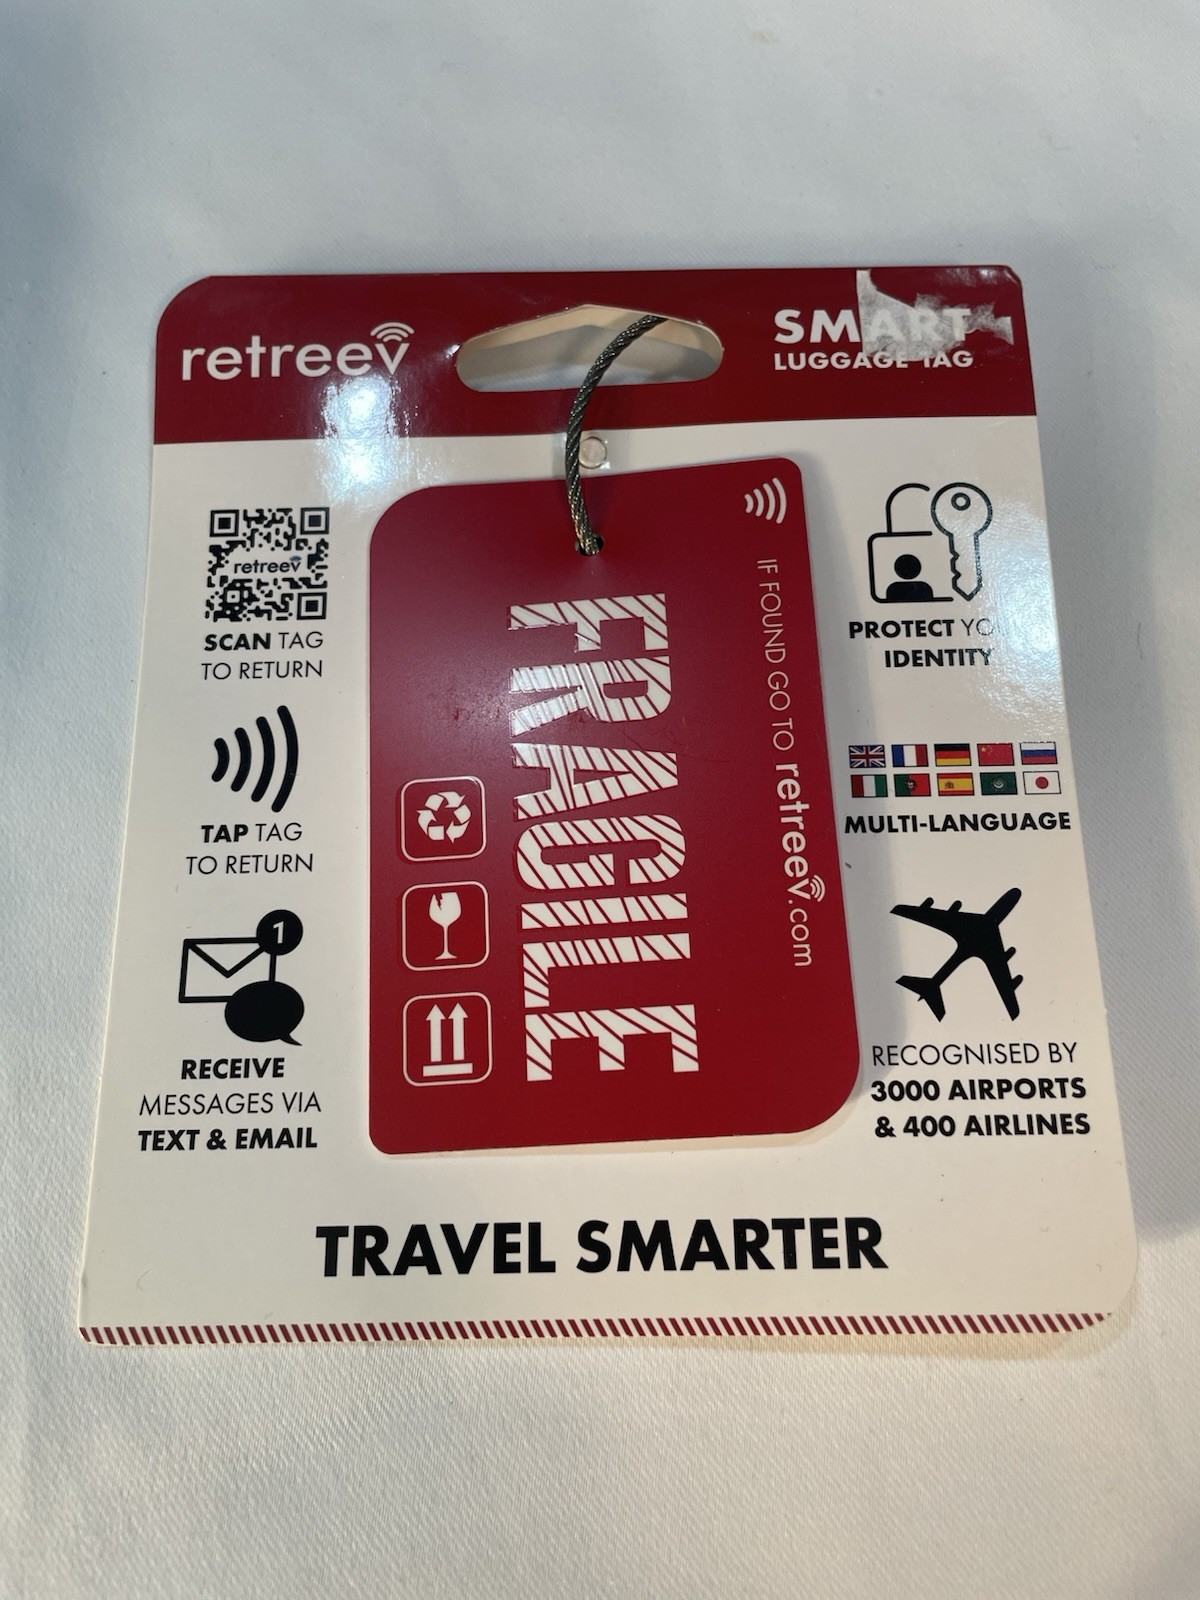 retreev
SMART
LUGGAGE TAG
retreev
SCAN TAG
TO RETURN
TAP TAG
TO RETURN
1
RECEIVE
MESSAGES VIA
TEXT & EMAIL
FRAGILE
IF FOUND GO TO retreev.com
PROTECT YO
IDENTITY
MULTI-LANGUAGE
RECOGNISED BY
3000 AIRPORTS
& 400 AIRLINES
TRAVEL SMARTER